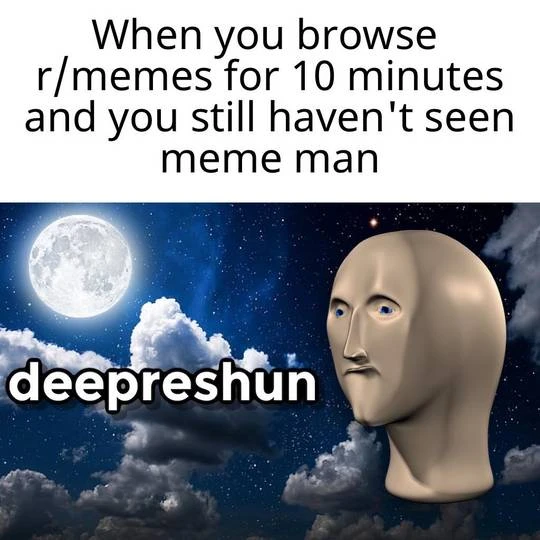 When you browse
r/memes for 10 minutes
and you still haven't seen
meme man
deepreshun